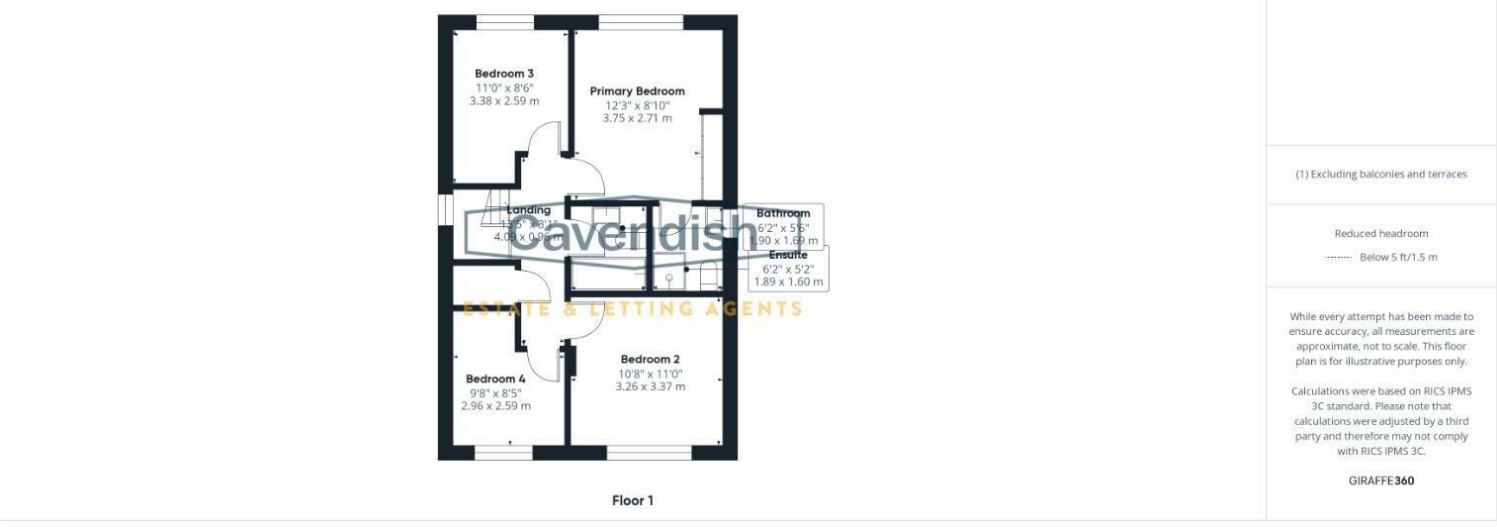 Bedroom 3
11'0" x 8'6"
3.38 x 2.59 m
Primary Bedroom
12'3" x 8'10"
3.75 x 2.71 m
Landing
13'5" x 3'1"
4.09 x 0.96 m
Cavendish
ESTATE & LETTING AGENTS
Bathroom
6'2" x 5'6"
1.90 x 1.69 m
Ensuite
6'2" x 5'2"
1.89 x 1.60 m
Bedroom 4
9'8" x 8'5"
2.96 x 2.59 m
Bedroom 2
10'8" x 11'0"
3.26 x 3.37 m
Floor 1
(1) Excluding balconies and terraces
Reduced headroom
Below 5 ft/1.5 m
While every attempt has been made to
ensure accuracy, all measurements are
approximate, not to scale. This floor
plan is for illustrative purposes only.
Calculations were based on RICS IPMS
3C standard. Please note that
calculations were adjusted by a third
party and therefore may not comply
with RICS IPMS 3C.
GIRAFFE360